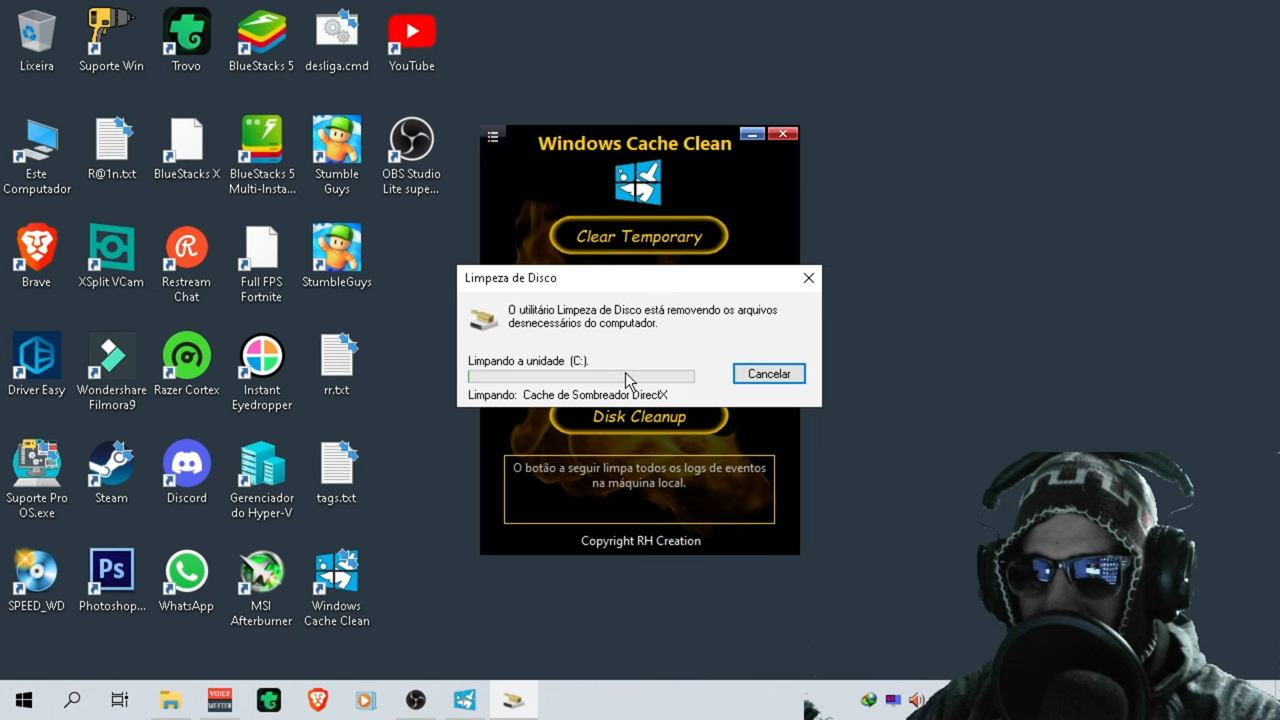 Lixeira
Suporte Win
Trovo
BlueStacks 5
desliga.cmd
YouTube
Este
Computador
R@1n.txt
BlueStacks X
BlueStacks 5
Multi-Insta...
Stumble
Guys
OBS Studio
Lite supe...
Brave
XSplit VCam
Restream
Chat
Full FPS
Fortnite
StumbleGuys
Driver Easy
Wondershare
Filmora9
Razer Cortex
Instant
Eyedropper
rr.txt
Suporte Pro
OS.exe
Steam
Discord
Gerenciador
do Hyper-V
tags.txt
SPEED_WD
Ps
Photoshop...
WhatsApp
MSI
Afterburner
Windows
Cache Clean
Windows Cache Clean
Clear Temporary
Limpeza de Disco
O utilitário Limpeza de Disco está removendo os arquivos
desnecessários do computador.
Limpando a unidade (C:).
Cancelar
Limpando: Cache de Sombreador DirectX
Disk Cleanup
O botão a seguir limpa todos os logs de eventos
na máquina local.
Copyright RH Creation
VOICE
MEETER